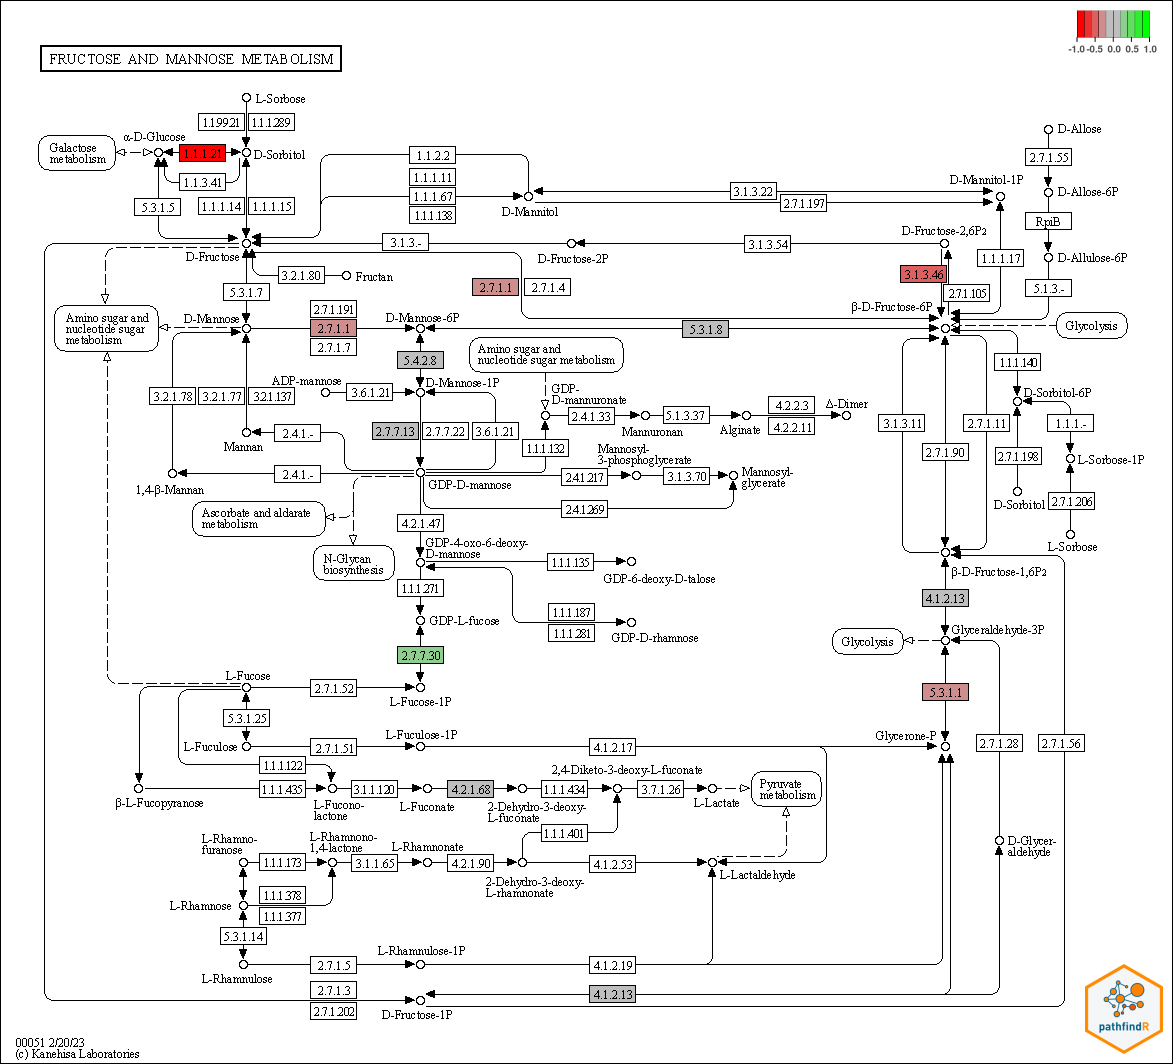 -1.0 -0.5 0.0 0.5 1.0
FRUCTOSE AND MANNOSE METABOLISM
L-Sorbose
1.1.99.21
1.1.1.289
α-D-Glucose
Galactose
metabolism
1.1.1.21
D-Sorbitol
1.1.3.41
5.3.1.5
1.1.1.14
1.1.1.15
1.1.2.2
1.1.1.11
1.1.1.67
1.1.1.138
D-Mannitol
3.1.3.22
2.7.1.197
D-Mannitol-1P
D-Allose
2.7.1.55
D-Allose-6P
RpiB
D-Allulose-6P
5.1.3.-
D-Fructose
3.1.3.-
D-Fructose-2P
3.1.3.54
D-Fructose-2,6P2
1.1.1.17
3.2.1.80
Fructan
2.7.1.1
2.7.1.4
3.1.3.46
2.7.1.105
5.3.1.7
β-D-Fructose-6P
Amino sugar and
nucleotide sugar
metabolism
D-Mannose
2.7.1.191
2.7.1.1
2.7.1.7
D-Mannose-6P
5.3.1.8
Glycolysis
5.4.2.8
Amino sugar and
nucleotide sugar metabolism
1.1.1.140
ADP-mannose
3.6.1.21
D-Mannose-1P
GDP-
D-mannuronate
3.2.1.78
3.2.1.77
3.2.1.137
2.4.1.33
Mannuronan
5.1.3.37
Alginate
4.2.2.3
4.2.2.11
Δ-Dimer
D-Sorbitol-6P
3.1.3.11
2.7.1.11
1.1.1.-
2.4.1.-
Mannan
2.7.7.13
2.7.7.22
3.6.1.21
1.1.1.132
Mannosyl-
3-phosphoglycerate
2.7.1.90
2.7.1.198
L-Sorbose-1P
2.4.1.-
1,4-β-Mannan
GDP-D-mannose
2.4.1.217
3.1.3.70
Mannosyl-
glycerate
2.4.1.269
D-Sorbitol
2.7.1.206
Ascorbate and aldarate
metabolism
4.2.1.47
L-Sorbose
N-Glycan
biosynthesis
GDP-4-oxo-6-deoxy-
D-mannose
1.1.1.135
GDP-6-deoxy-D-talose
β-D-Fructose-1,6P2
1.1.1.271
4.1.2.13
GDP-L-fucose
1.1.1.187
1.1.1.281
GDP-D-rhamnose
Glycolysis
Glyceraldehyde-3P
2.7.7.30
L-Fucose
2.7.1.52
L-Fucose-1P
5.3.1.1
5.3.1.25
L-Fuculose
2.7.1.51
L-Fuculose-1P
4.1.2.17
Glycerone-P
2.7.1.28
2.7.1.56
1.1.1.122
β-L-Fucopyranose
1.1.1.435
L-Fucono-
lactone
3.1.1.120
L-Fuconate
4.2.1.68
2-Dehydro-3-deoxy-
L-fuconate
1.1.1.434
2,4-Diketo-3-deoxy-L-fuconate
3.7.1.26
L-Lactate
Pyruvate
metabolism
1.1.1.401
L-Rhamno-
furanose
1.1.1.173
L-Rhamnono-
1,4-lactone
3.1.1.65
L-Rhamnonate
4.2.1.90
2-Dehydro-3-deoxy-
L-rhamnonate
4.1.2.53
L-Lactaldehyde
D-Glycer-
aldehyde
1.1.1.378
1.1.1.377
L-Rhamnose
5.3.1.14
L-Rhamnulose
2.7.1.5
L-Rhamnulose-1P
4.1.2.19
2.7.1.3
2.7.1.202
D-Fructose-1P
4.1.2.13
00051 2/20/23
(c) Kanehisa Laboratories
pathfindR